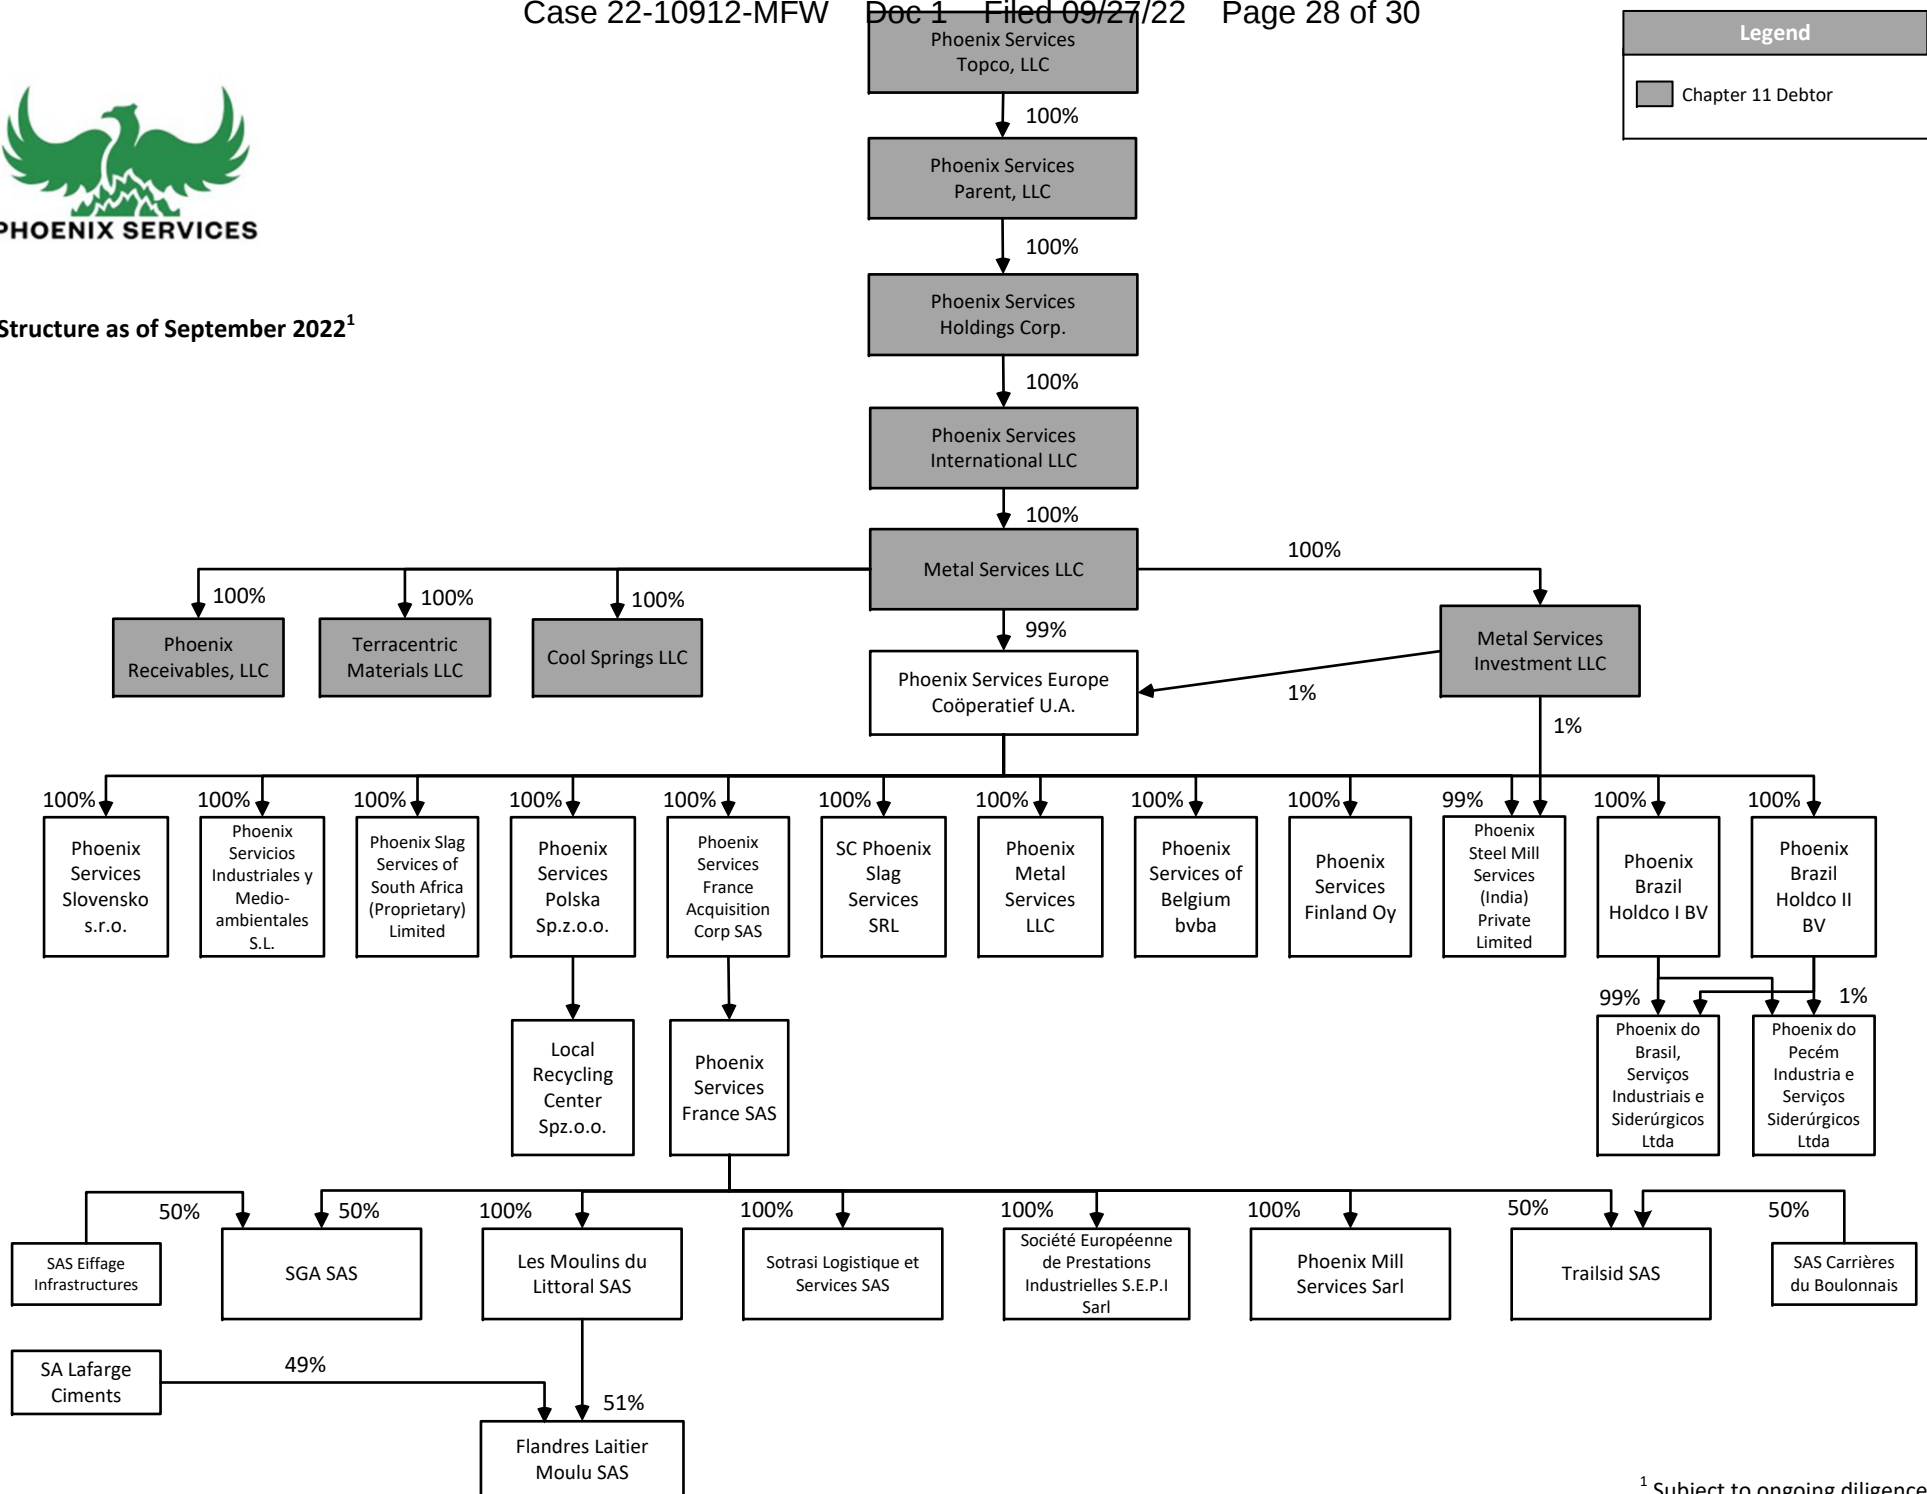 Case 22-10912-MFW Doc 1 Filed 09/27/22 Page 28 of 30
Phoenix Services
Topco, LLC
Legend
Chapter 11 Debtor
100%
Phoenix Services
Parent, LLC
PHOENIX SERVICES
100%
Structure as of September 2022¹
Phoenix Services
Holdings Corp.
100%
Phoenix Services
International LLC
100%
Metal Services LLC
100%
100%
100%
100%
Phoenix
Receivables, LLC
Terracentric
Materials LLC
Cool Springs LLC
99%
Metal Services
Investment LLC
Phoenix Services Europe
Coöperatief U.A.
1%
1%
100%
100%
100%
100%
100%
100%
100%
100%
100%
99%
100%
100%
Phoenix
Services
Slovensko
s.r.o.
Phoenix
Servicios
Industriales y
Medio-
ambientales
S.L.
Phoenix Slag
Services of
South Africa
(Proprietary)
Limited
Phoenix
Services
Polska
Sp.z.o.o.
Phoenix
Services
France
Acquisition
Corp SAS
SC Phoenix
Slag
Services
SRL
Phoenix
Metal
Services
LLC
Phoenix
Services of
Belgium
bvba
Phoenix
Services
Finland Oy
Phoenix
Steel Mill
Services
(India)
Private
Limited
Phoenix
Brazil
Holdco I BV
Phoenix
Brazil
Holdco II
BV
99%
1%
Local
Recycling
Center
Spz.o.o.
Phoenix
Services
France SAS
Phoenix do
Brasil,
Serviços
Industriais e
Siderúrgicos
Ltda
Phoenix do
Pecém
Industria e
Serviços
Siderúrgicos
Ltda
50%
50%
100%
100%
100%
100%
50%
50%
SAS Eiffage
Infrastructures
SGA SAS
Les Moulins du
Littoral SAS
Sotrasi Logistique et
Services SAS
Société Européenne
de Prestations
Industrielles S.E.P.I
Sarl
Phoenix Mill
Services Sarl
Trailsid SAS
SAS Carrières
du Boulonnais
SA Lafarge
Ciments
49%
51%
Flandres Laitier
Moulu SAS
¹ Subject to ongoing diligence